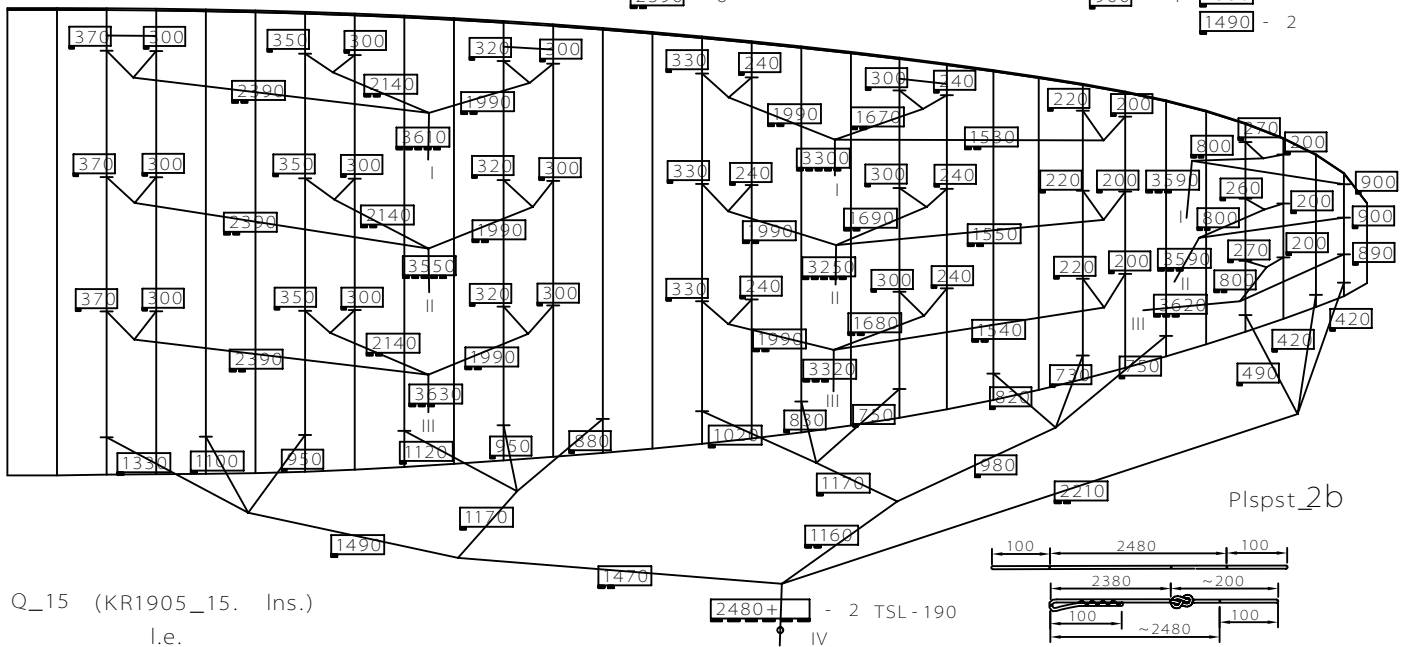 1490 - 2
370 300 350 300 320 300 330 240 300 240 220 200 270 200
2390 2140 1990 1990 1670 1530 800
3610 3300
I I
370 300 350 300 320 300 330 240 300 240 220 200 3590 260 200 900
I 900
2390 2140 1990 1990 1690 1550 800
3550 3250 3590 270 200 890
II II II
370 300 350 300 320 300 330 240 300 240 220 200 800
III 3620 420
2390 2140 1990 1990 1680 1540 420
3630 3320
III III
1330 1100 950 1120 950 880 1020 830 750 820 730 750 490
1170 1170 980 2210
1490 1160
1470
Plspst_2b
100 2480 100
2380 ~200
100 100
~2480
2480+ - 2 TSL-190
IV
Q_15 (KR1905_15. Ins.)
I.e.